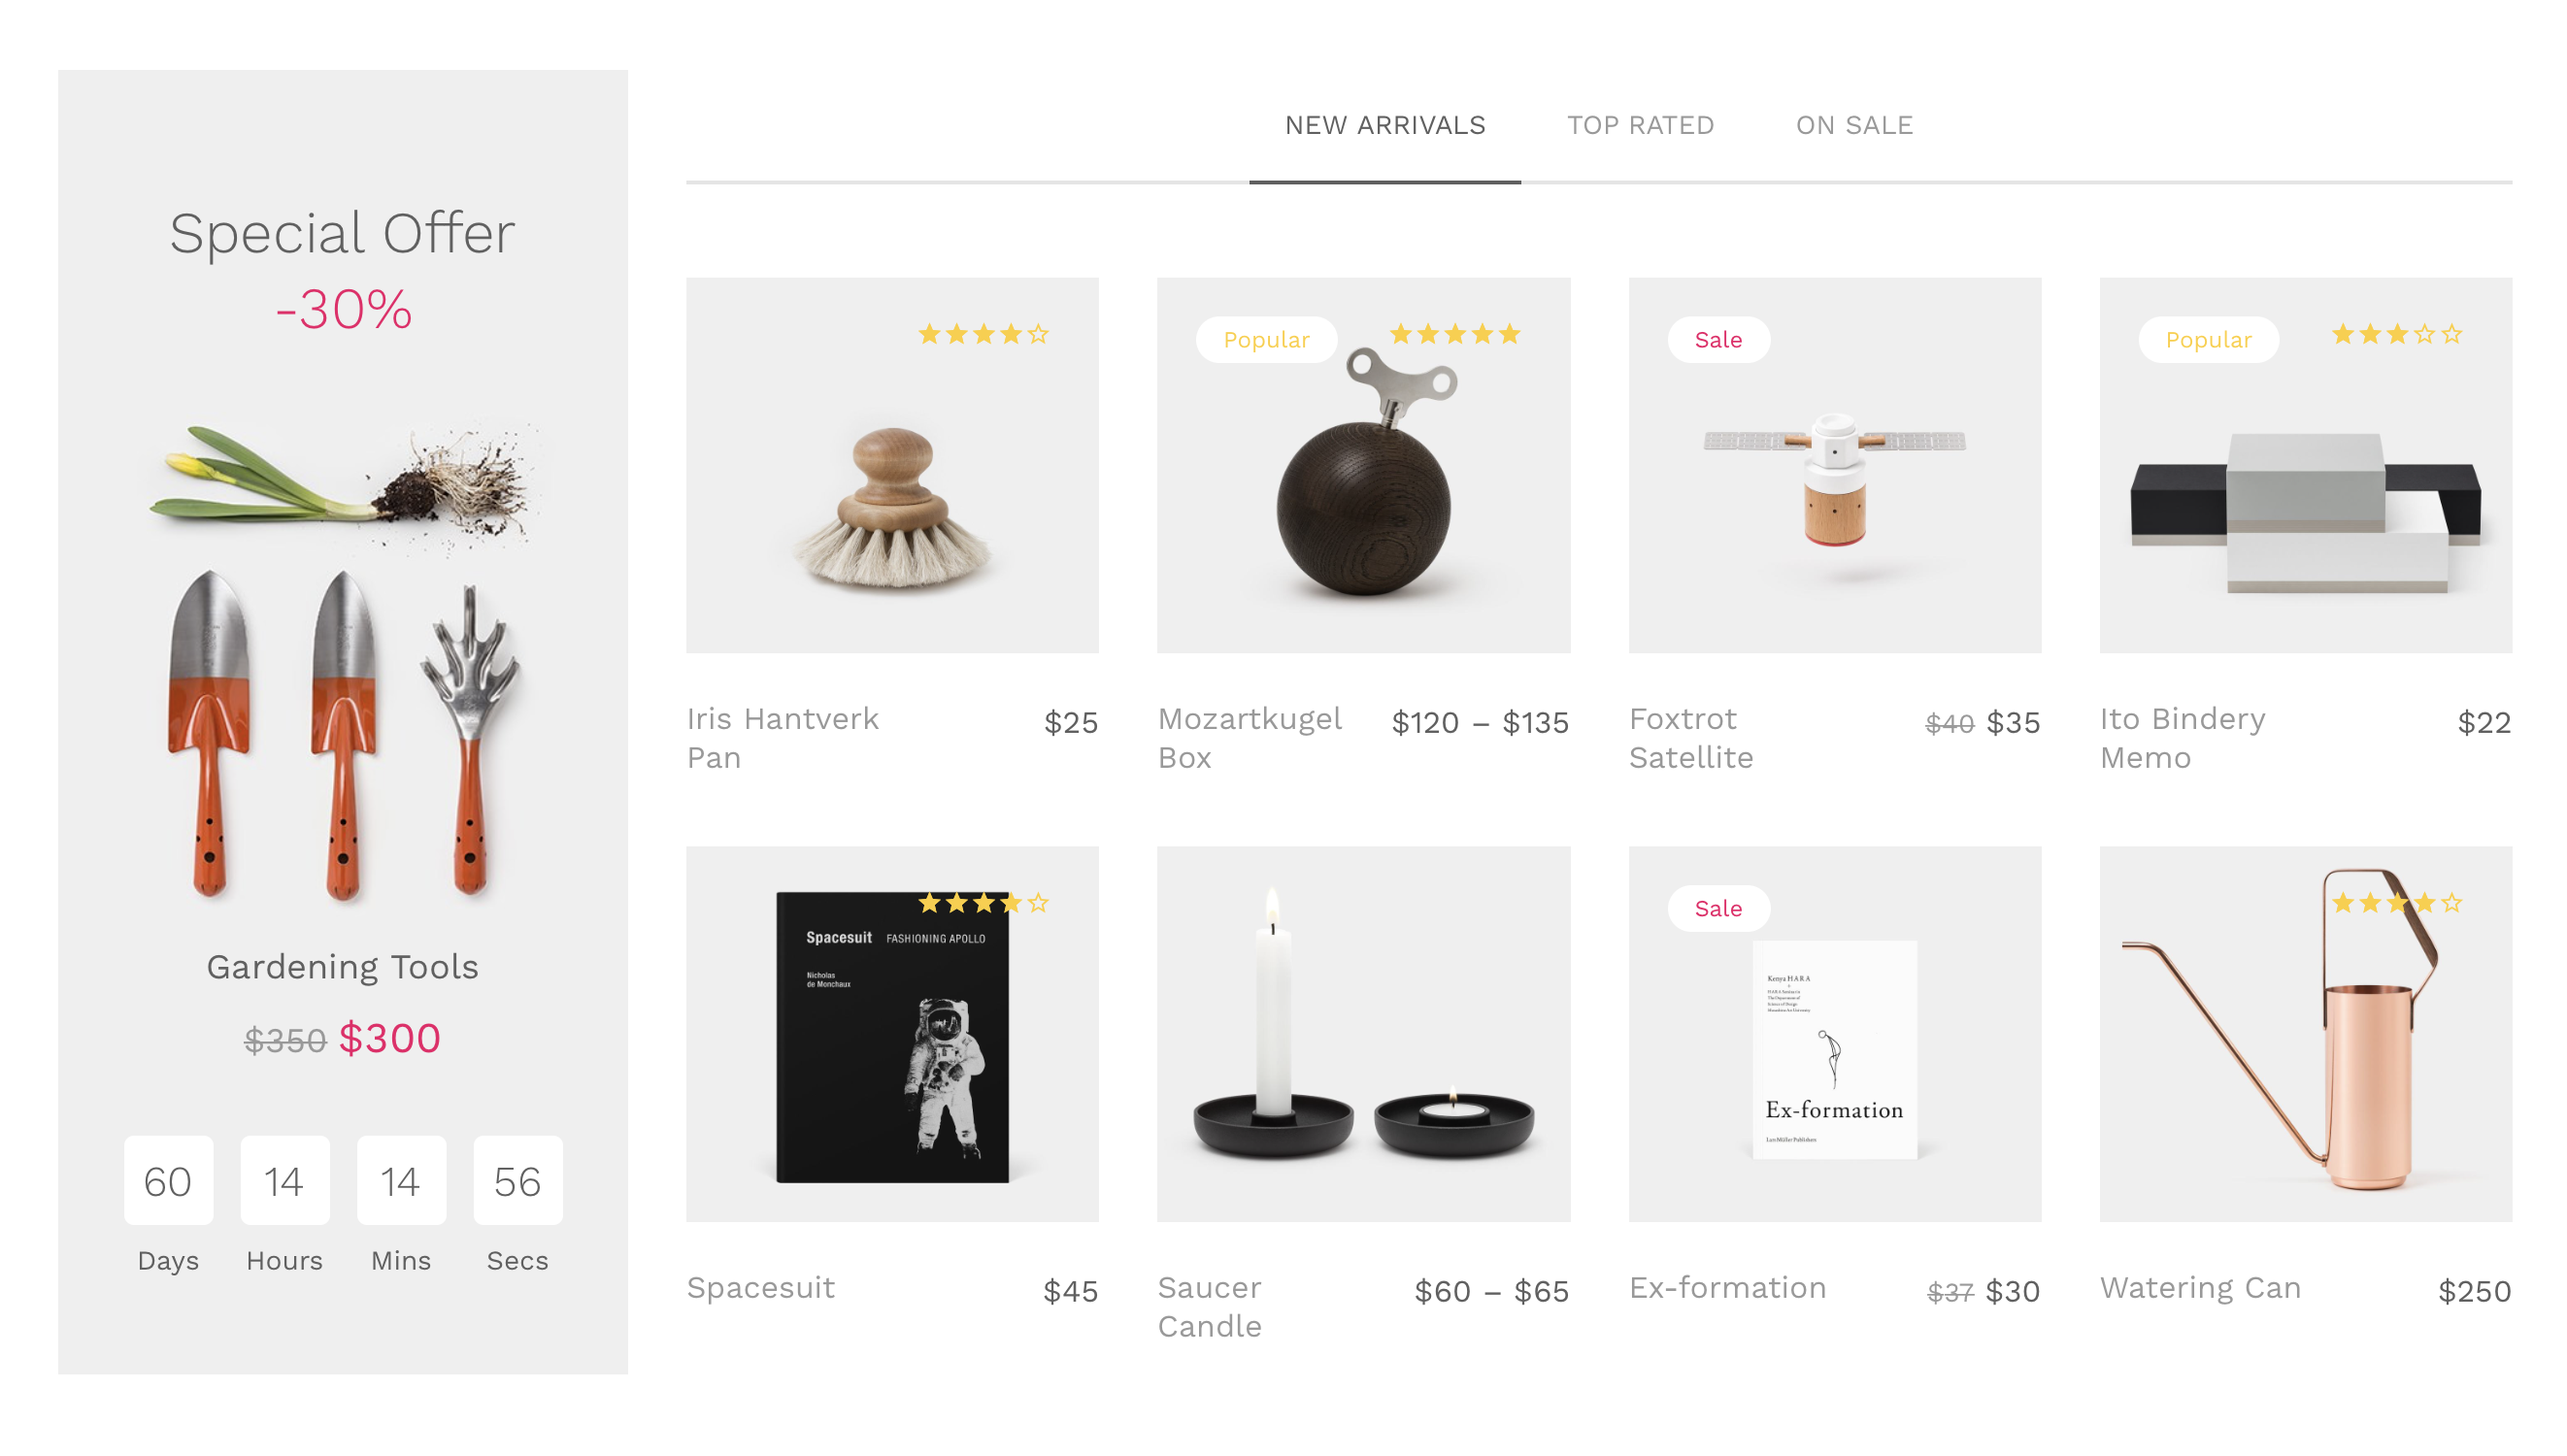 Special Offer
-30%
Gardening Tools
$350 $300
60 14 14 56
Days Hours Mins Secs
NEW ARRIVALS TOP RATED ON SALE
Iris Hantverk
Pan
$25
Popular
Mozartkugel
Box
$120 – $135
Sale
Foxtrot
Satellite
$40 $35
Popular
Ito Bindery
Memo
$22
Spacesuit FASHIONING APOLLO
Nicholas
de Monchaux
Spacesuit
$45
Saucer
Candle
$60 – $65
Sale
Kenya HARA
Ex-formation
Lars Müller Publishers
Ex-formation
$37 $30
Watering Can
$250